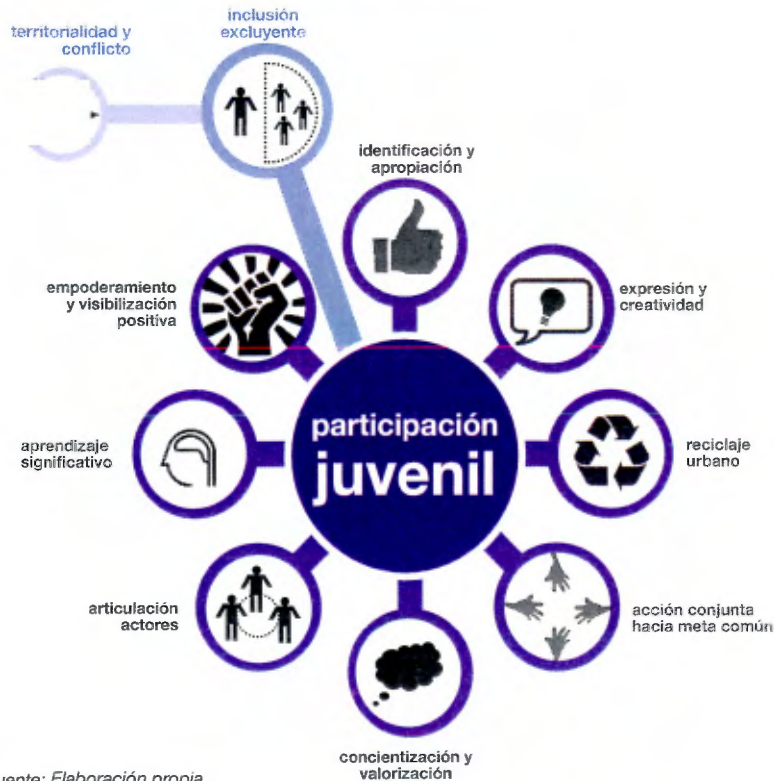 inclusión
excluyente
territorialidad y
conflicto
identificación y
apropiación
empoderamiento
y visibilización
positiva
expresión y
creatividad
participación
juvenil
aprendizaje
significativo
reciclaje
urbano
articulación
actores
acción conjunta
hacia meta común
concientización y
valorización
uente: Elaboración propia